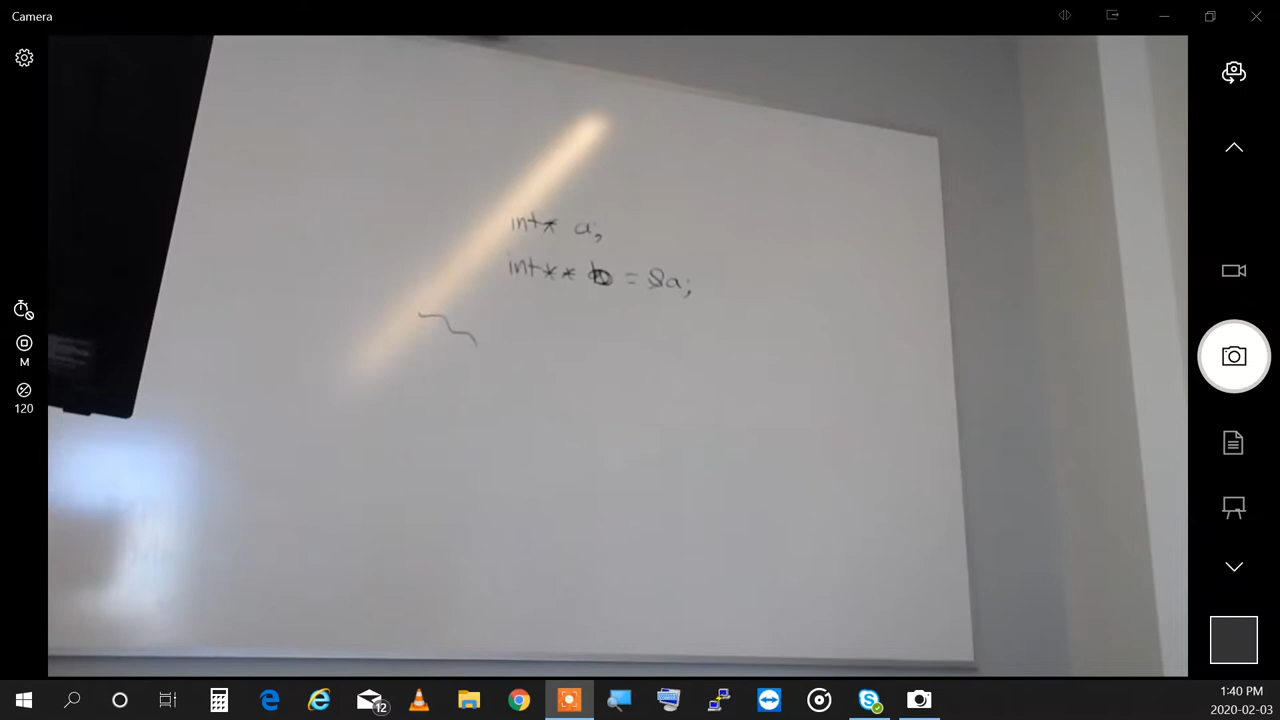 Camera
int* a;
int** b = &a;
M
120
12
1:40 PM
2020-02-03